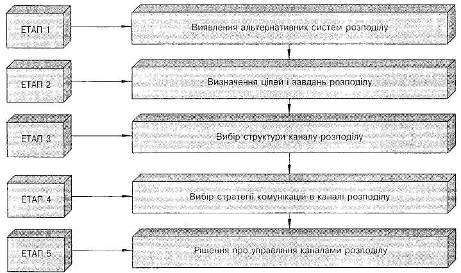 ЕТАП 1
Виявлення альтернативних систем розподілу
ЕТАП 2
Визначення цілей і завдань розподілу
ЕТАП 3
Вибір структури каналу розподілу
ЕТАП 4
Вибір стратегії комунікацій в каналі розподілу
ЕТАП 5
Рішення про управління каналами розподілу